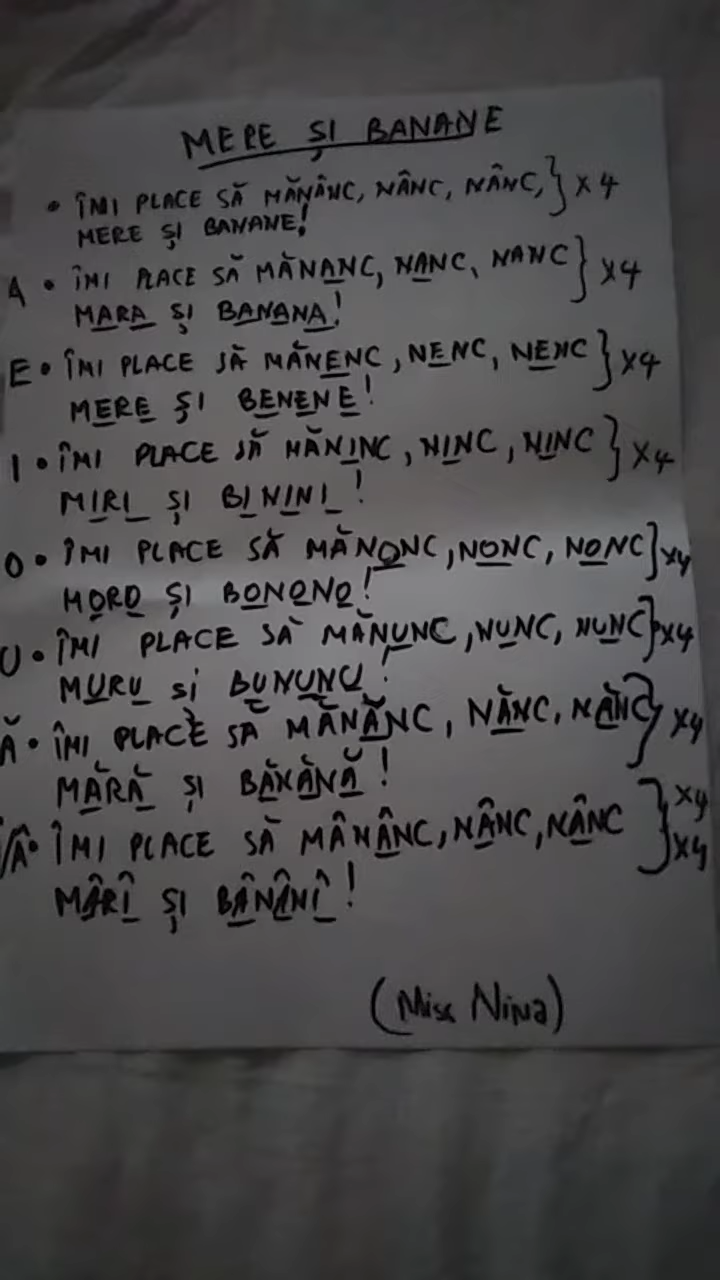 MERE ȘI BANANE
• ÎMI PLACE SĂ MĂNÂNC, NÂNC, NÂNC, } X4
MERE ȘI BANANE!
A • ÎMI PLACE SĂ MĂNANC, NANC, NANC } X4
MARA ȘI BANANA!
E • ÎMI PLACE SĂ MĂNENC, NENC, NENC } X4
MERE ȘI BENENE!
I • ÎMI PLACE SĂ MĂNINC, NINC, NINC } X4
MIRI ȘI BININI!
O • ÎMI PLACE SĂ MĂNONC, NONC, NONC } X4
MORO ȘI BONONO!
U • ÎMI PLACE SĂ MĂNUNC, NUNC, NUNC } X4
MURU și BUNUNU!
Ă • ÎMI PLACE SĂ MĂNĂNC, NĂNC, NĂNC } X4
MĂRĂ ȘI BĂNĂNĂ!
Î/Â • ÎMI PLACE SĂ MÂNÂNC, NÂNC, NÂNC } X4
MÂRÎ ȘI BÂNÂNÎ! X4
(Miss Nina)